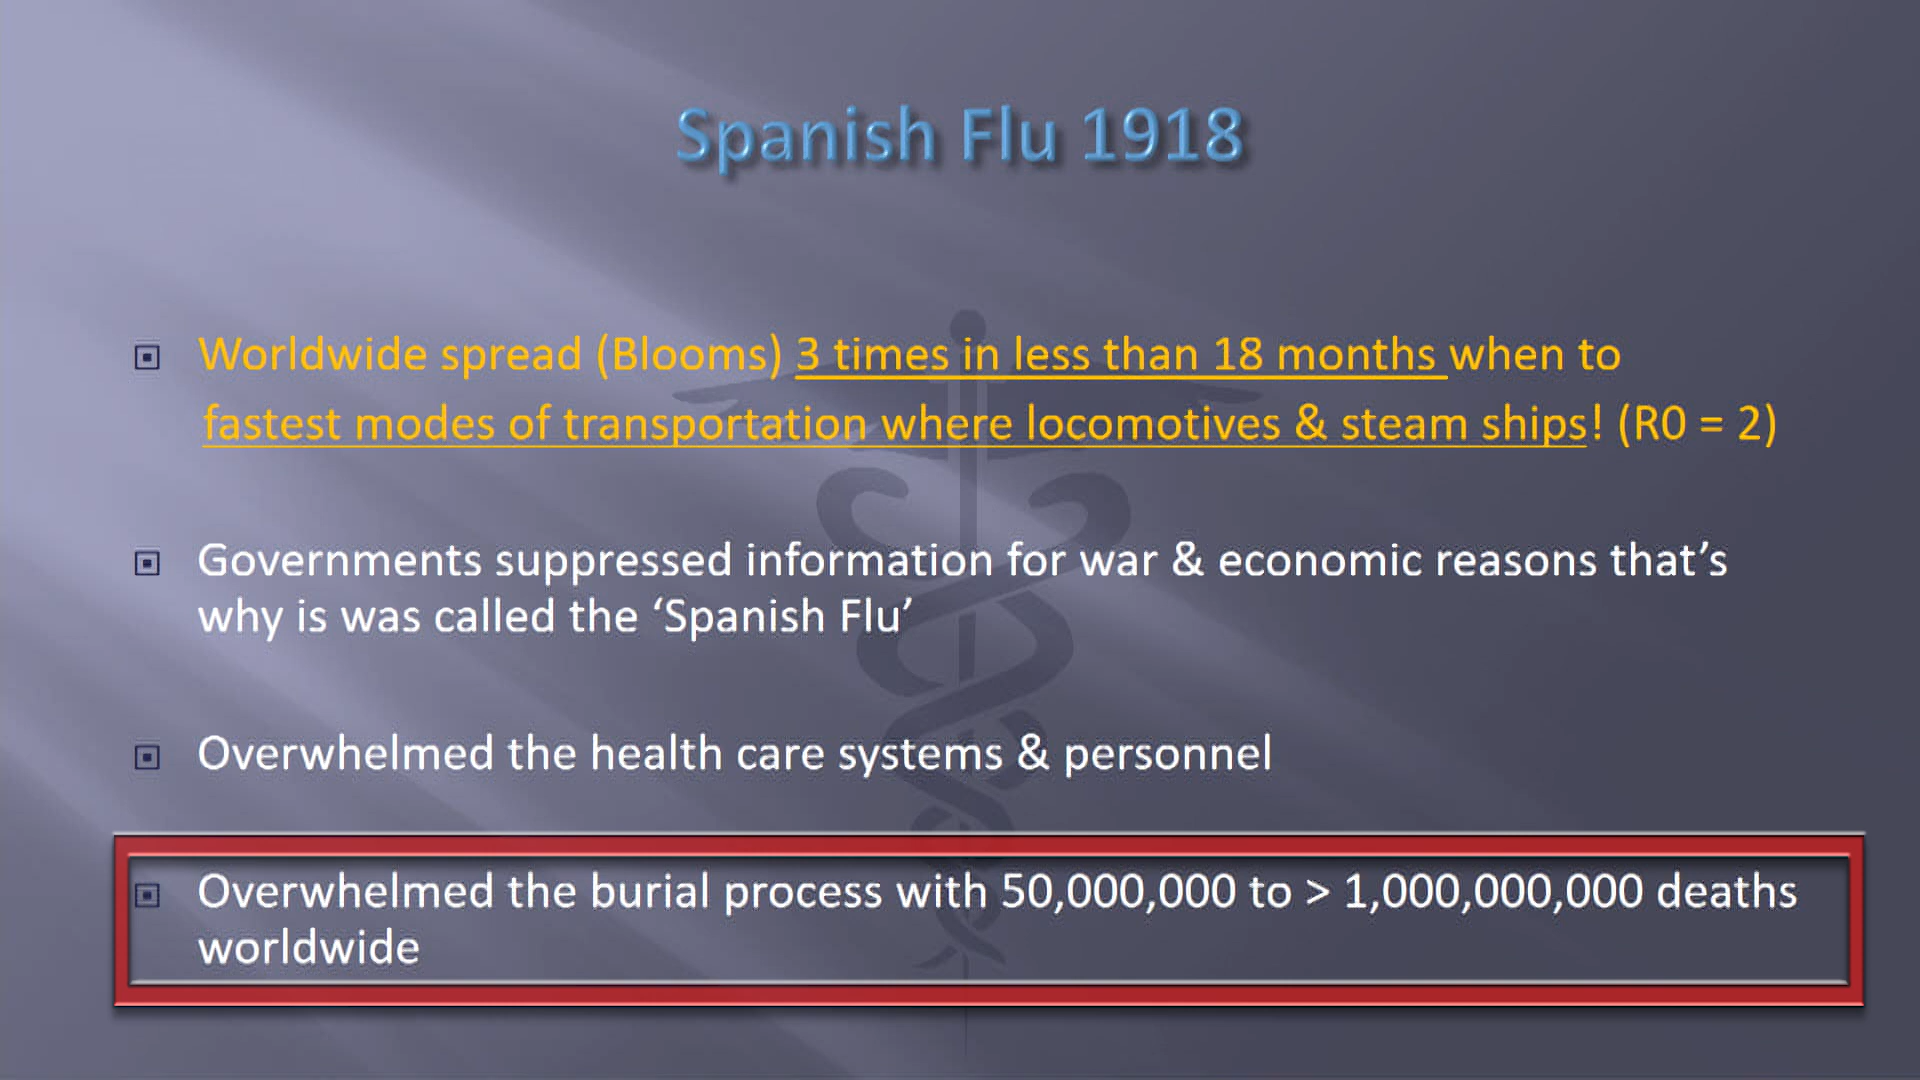 Spanish Flu 1918
Worldwide spread (Blooms) 3 times in less than 18 months when to
fastest modes of transportation where locomotives & steam ships! (R0 = 2)
Governments suppressed information for war & economic reasons that’s
why is was called the ‘Spanish Flu’
Overwhelmed the health care systems & personnel
Overwhelmed the burial process with 50,000,000 to > 1,000,000,000 deaths
worldwide